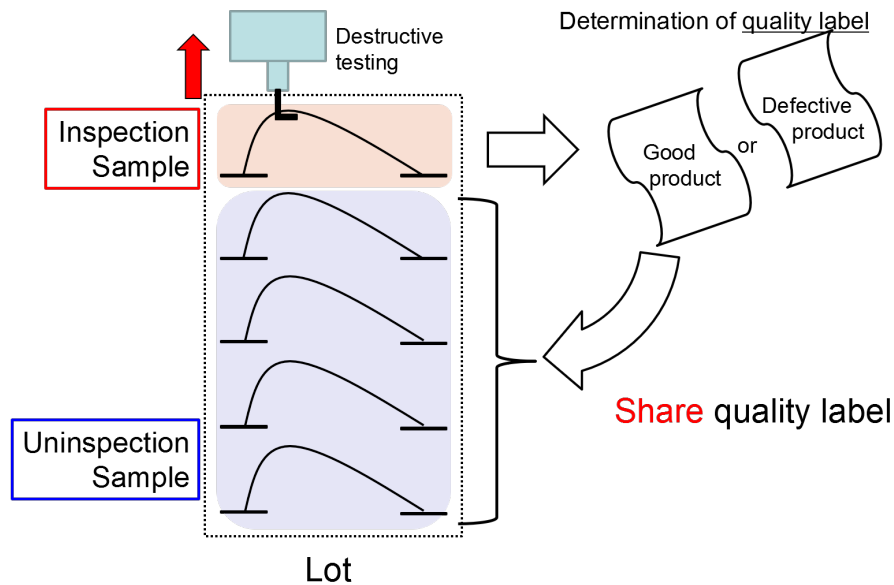 Determination of quality label
Destructive
testing
Inspection
Sample
Good
product
or
Defective
product
Uninspection
Sample
Share quality label
Lot